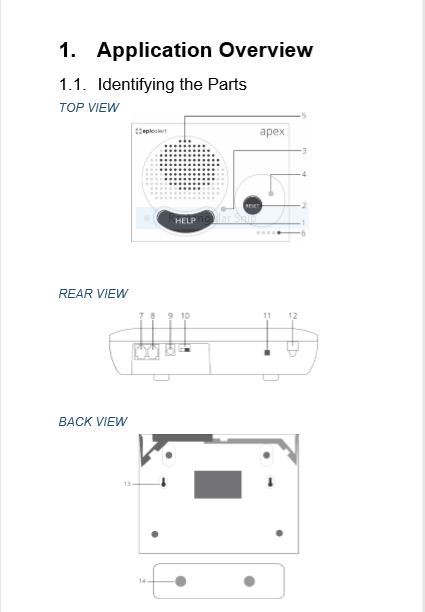 1. Application Overview
1.1. Identifying the Parts
TOP VIEW
epicalert
apex
5
3
4
RESET
2
HELP
1
6
REAR VIEW
7 8 9 10 11 12
BACK VIEW
13
14